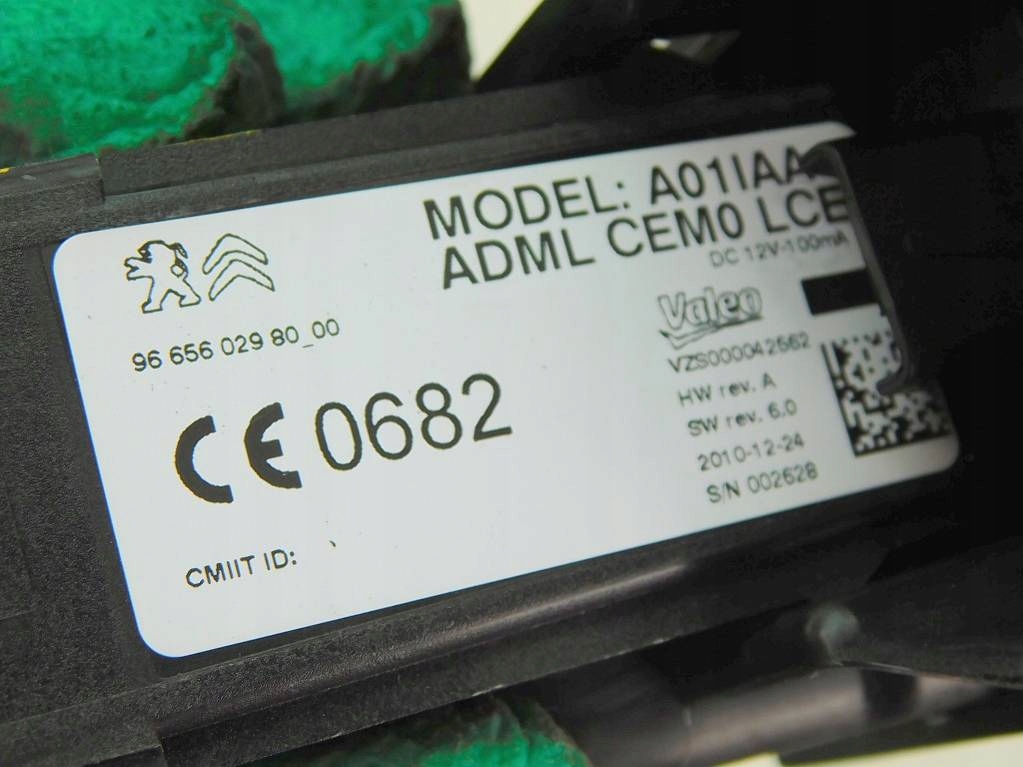 MODEL: A01IAA
ADML CEM0 LCE
DC 12V-100mA
96 656 029 80_00
Valeo
VZS000042562
CE 0682
HW rev. A
SW rev. 6.0
2010-12-24
S/N 002628
CMIIT ID: